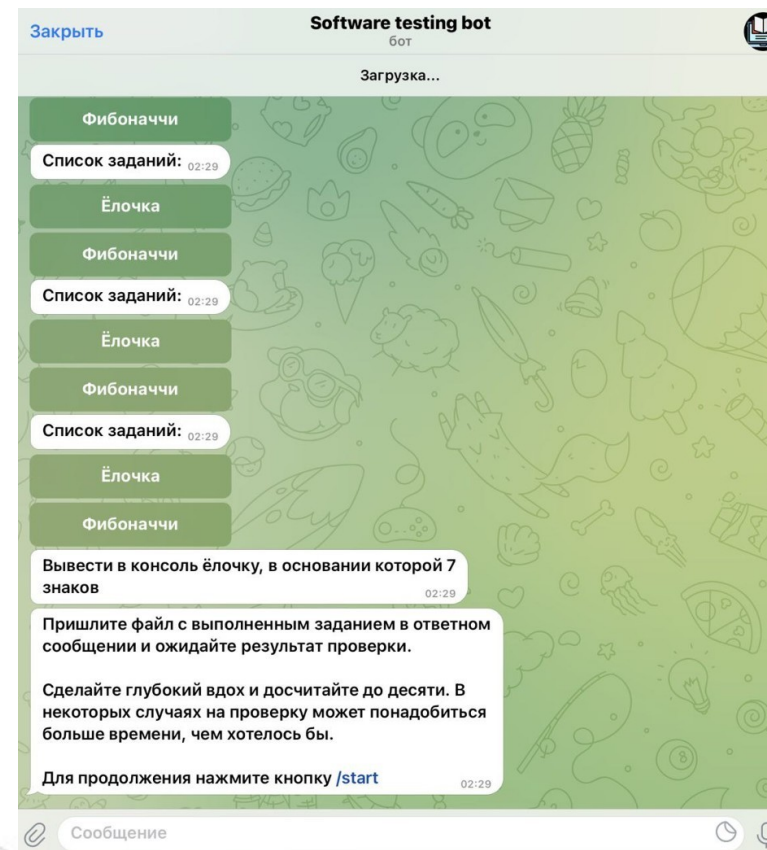 Закрыть
Software testing bot
бот
Загрузка...
Фибоначчи
Список заданий: 02:29
Ёлочка
Фибоначчи
Список заданий: 02:29
Ёлочка
Фибоначчи
Список заданий: 02:29
Ёлочка
Фибоначчи
Вывести в консоль ёлочку, в основании которой 7
знаков 02:29
Пришлите файл с выполненным заданием в ответном
сообщении и ожидайте результат проверки.
Сделайте глубокий вдох и досчитайте до десяти. В
некоторых случаях на проверку может понадобиться
больше времени, чем хотелось бы.
Для продолжения нажмите кнопку /start 02:29
Сообщение